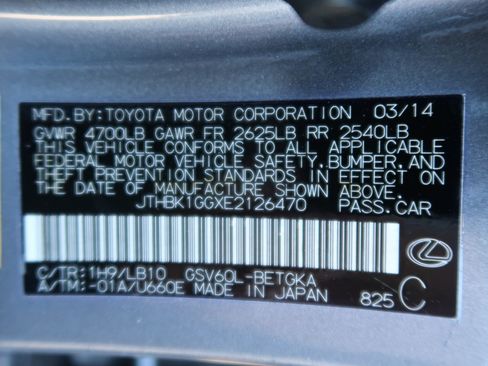 MFD.BY:TOYOTA MOTOR CORPORATION 03/14
GVWR 4700LB GAWR FR 2625LB RR 2540LB
THIS VEHICLE CONFORMS TO ALL APPLICABLE
FEDERAL MOTOR VEHICLE SAFETY,BUMPER,AND
THEFT PREVENTION STANDARDS IN EFFECT ON
THE DATE OF MANUFACTURE SHOWN ABOVE.
JTHBK1GGXE2126470 PASS.CAR
C/TR:1H9/LB10 GSV60L-BETGKA
A/TM:-01A/U660E MADE IN JAPAN 825 C